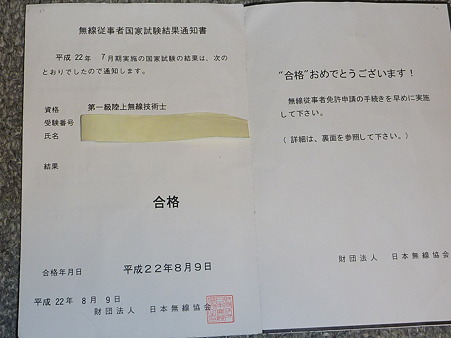 無線従事者国家試験結果通知書
平成 22年 7月期実施の国家試験の結果は、次の
とおりでしたので通知します。
資格 第一級陸上無線技術士
受験番号
氏名
結果
合格
合格年月日 平成22年8月9日
平成 22年 8月 9日
財団法人 日本無線協会
“合格”おめでとうございます！
無線従事者免許申請の手続きを早めに実施
して下さい。
(詳細は、裏面を参照して下さい。)
財団法人 日本無線協会